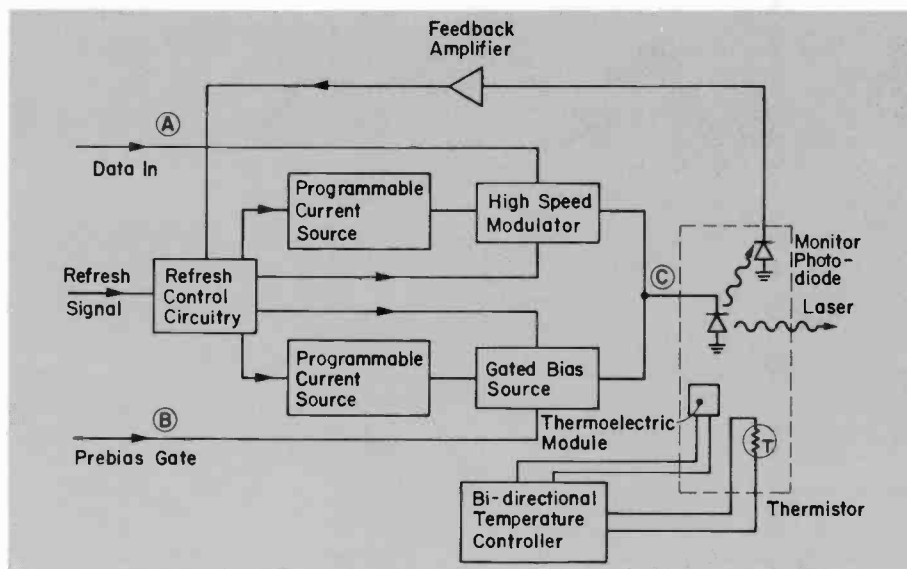 Feedback
Amplifier
A
Data In
Programmable
Current
Source
High Speed
Modulator
Monitor
Photo-
diode
C
Refresh
Signal
Refresh
Control
Circuitry
Laser
Programmable
Current
Source
Gated Bias
Source
B
Prebias Gate
Thermoelectric
Module
T
Bi-directional
Temperature
Controller
Thermistor